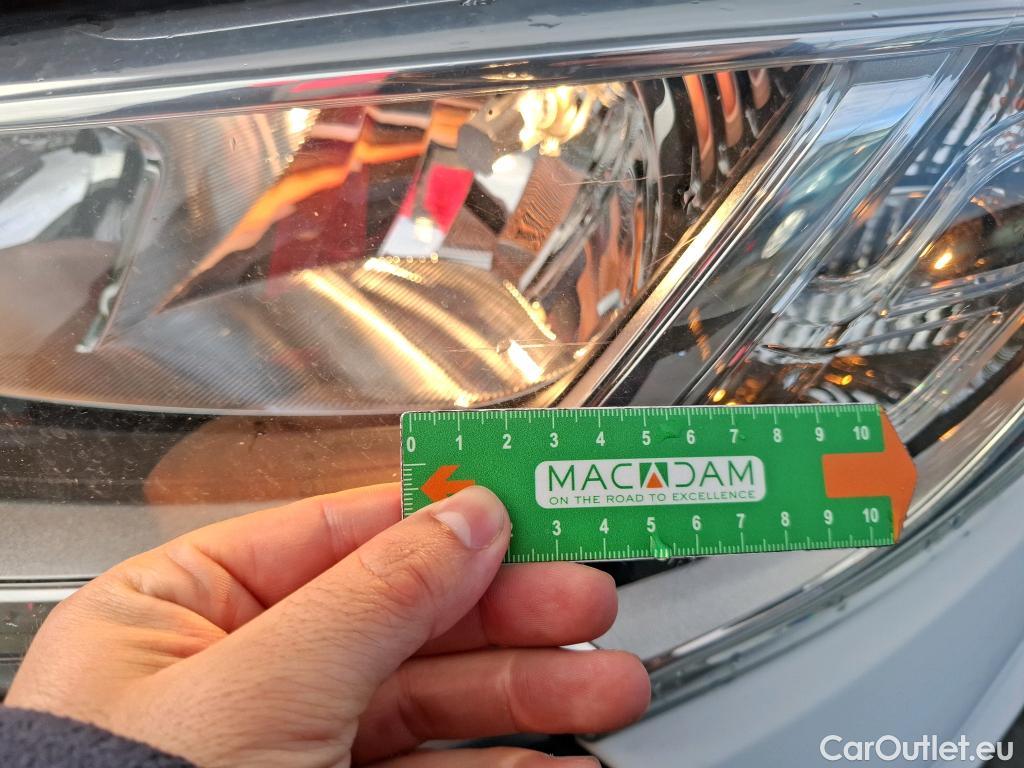 0 1 2 3 4 5 6 7 8 9 10
MACADAM
ON THE ROAD TO EXCELLENCE
3 4 5 6 7 8 9 10
CarOutlet.eu